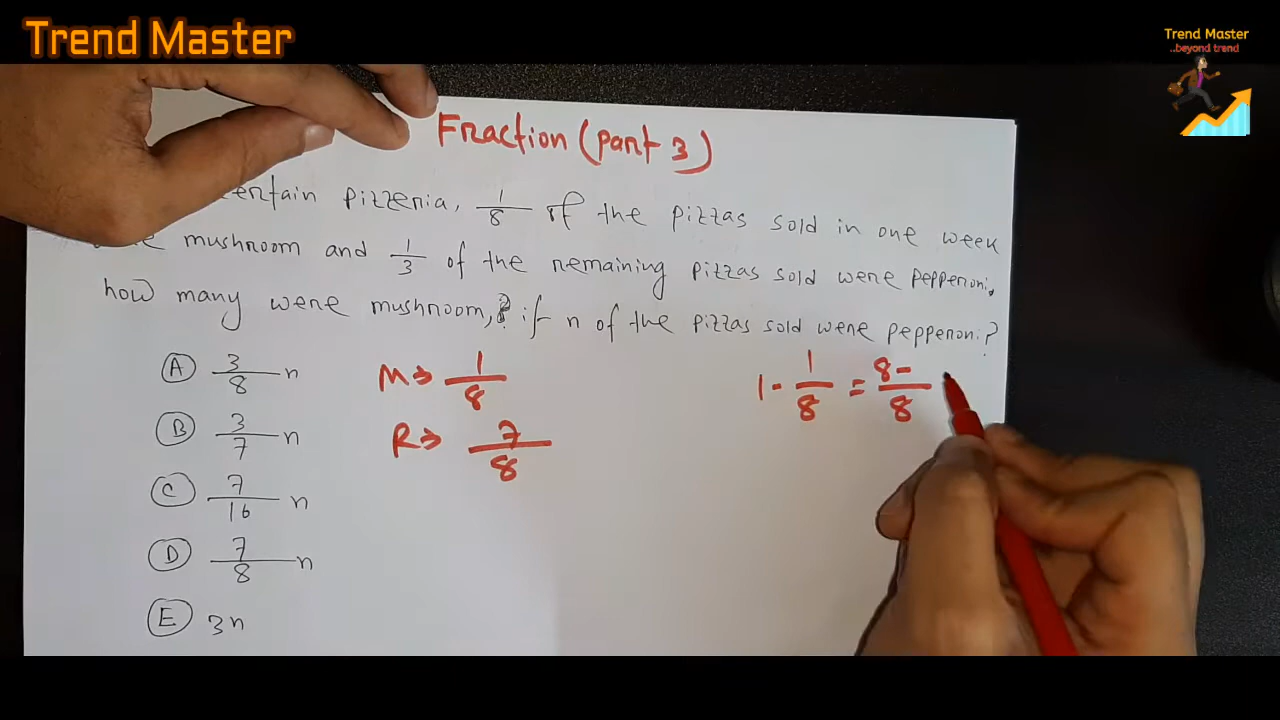 Trend Master
Trend Master
..beyond trend
Fraction (part 3)
pizzeria, 1/8 of the pizzas sold in one week
mushroom and 1/3 of the remaining pizzas sold were pepperoni,
how many were mushroom, if n of the pizzas sold were pepperoni?
A 3/8 n
B 3/7 n
C 7/16 n
D 7/8 n
E 3n
M→ 1/8
R→ 7/8
1 - 1/8 = 8-/8